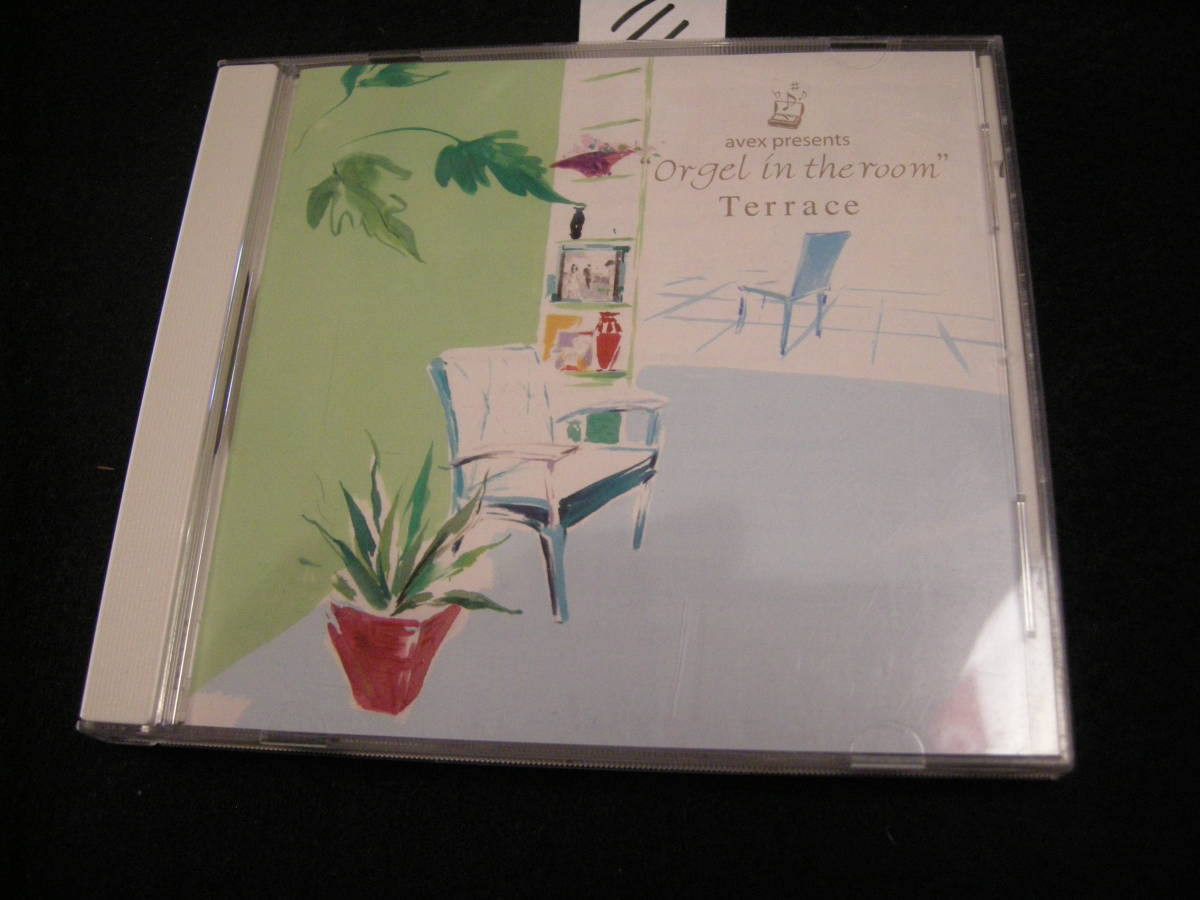 avex presents
"Orgel in the room"
Terrace